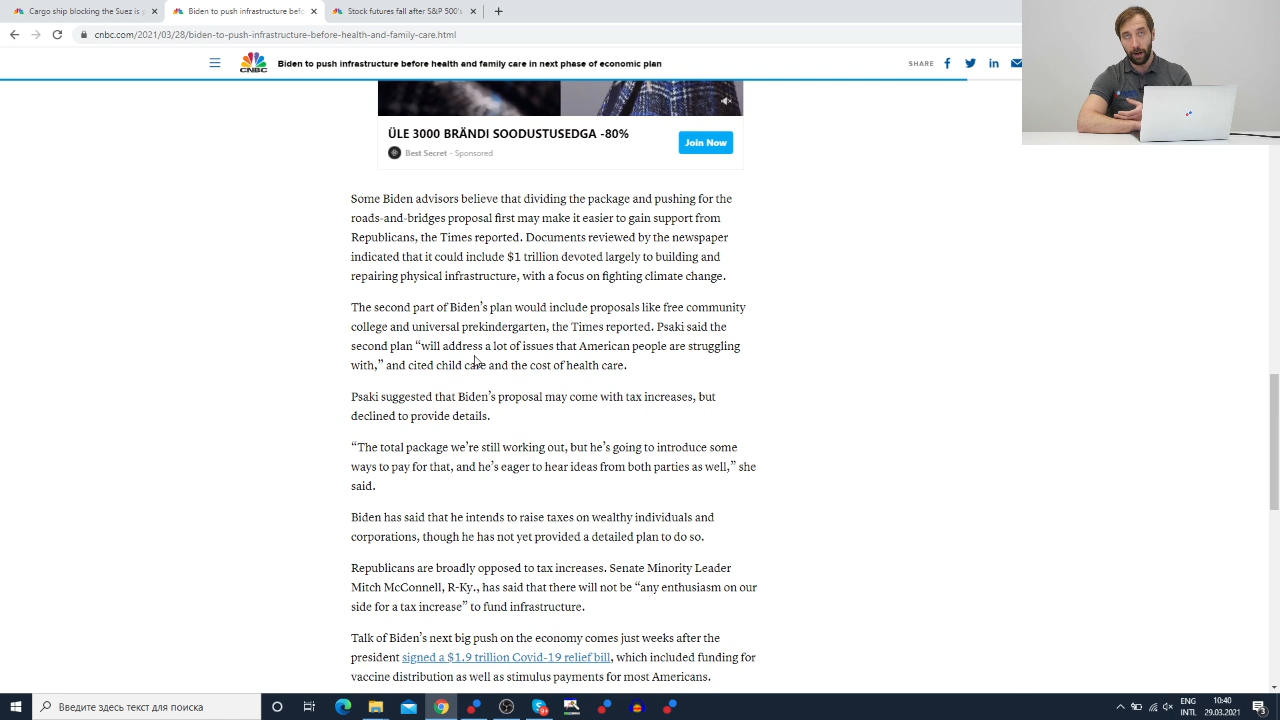 Cargo ship blocking the Suez is
Biden to push infrastructure befo
Stock futures fall after S&P 500's
cnbc.com/2021/03/28/biden-to-push-infrastructure-before-health-and-family-care.html
CNBC
Biden to push infrastructure before health and family care in next phase of economic plan
SHARE
ÜLE 3000 BRÄNDI SOODUSTUSEDGA -80%
Join Now
Best Secret - Sponsored
Some Biden advisors believe that dividing the package and pushing for the
roads-and-bridges proposal first may make it easier to gain support from
Republicans, the Times reported. Documents reviewed by the newspaper
indicated that it could include $1 trillion devoted largely to building and
repairing physical infrastructure, with a focus on fighting climate change.
The second part of Biden's plan would include proposals like free community
college and universal prekindergarten, the Times reported. Psaki said the
second plan “will address a lot of issues that American people are struggling
with,” and cited child care and the cost of health care.
Psaki suggested that Biden's proposal may come with tax increases, but
declined to provide details.
“The total package we're still working out, but he's going to introduce some
ways to pay for that, and he's eager to hear ideas from both parties as well,” she
said.
Biden has said that he intends to raise taxes on wealthy individuals and
corporations, though he has not yet provided a detailed plan to do so.
Republicans are broadly opposed to tax increases. Senate Minority Leader
Mitch McConnell, R-Ky., has said that there will not be “any enthusiasm on our
side for a tax increase” to fund infrastructure.
Talk of Biden's next big push on the economy comes just weeks after the
president signed a $1.9 trillion Covid-19 relief bill, which included funding for
vaccine distribution as well as stimulus payments for most Americans.
Введите здесь текст для поиска
ENG
INTL
10:40
29.03.2021